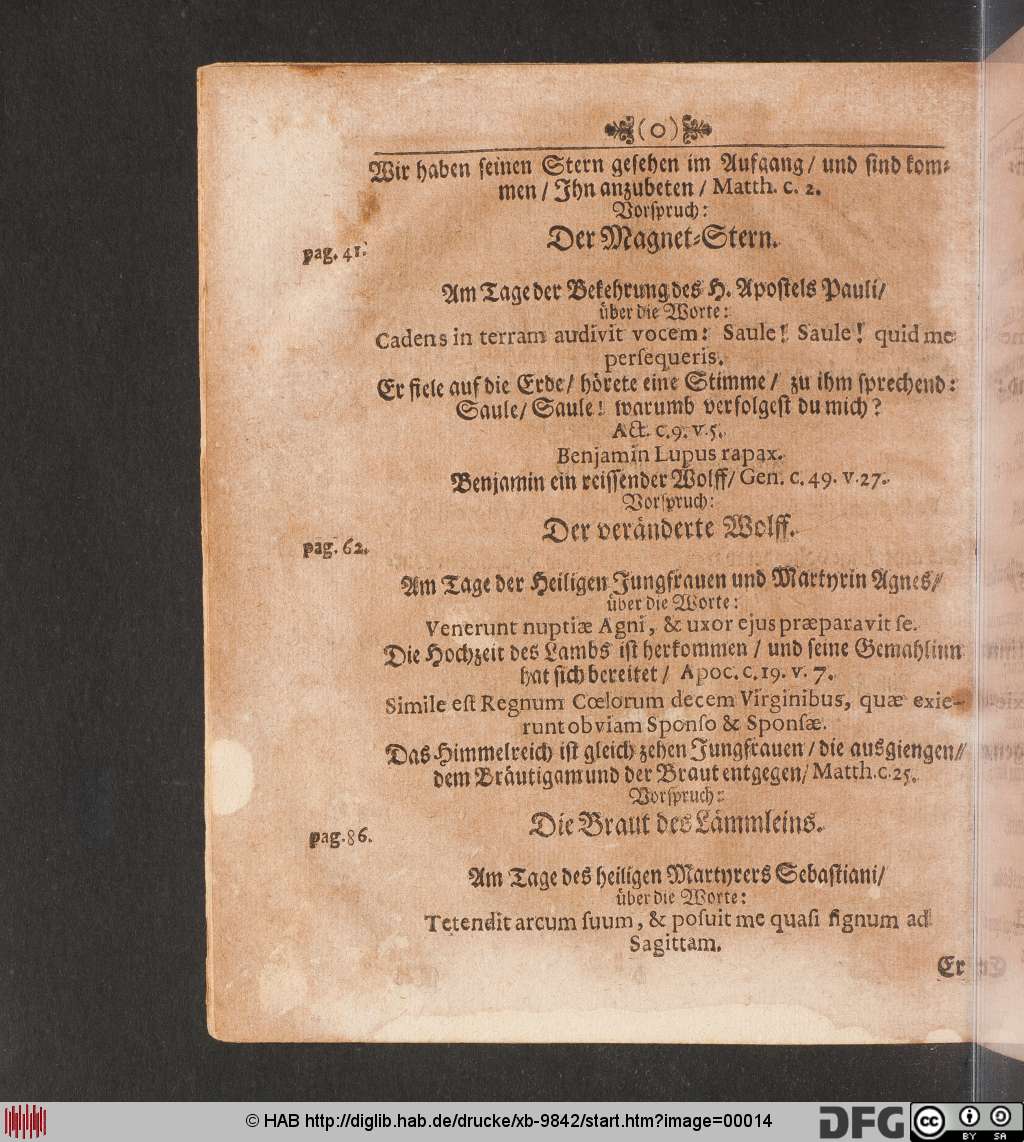 (o)
Wir haben seinen Stern gesehen im Aufgang / und sind kom-
men / Ihn anzubeten / Matth. c. 2.
Vorspruch:
Der Magnet-Stern.
pag. 41.
Am Tage der Bekehrung des H. Apostels Pauli /
über die Worte:
Cadens in terram audivit vocem: Saule! Saule! quid me
persequeris.
Er fiele auf die Erde / hörete eine Stimme / zu ihm sprechend:
Saule / Saule! warumb verfolgest du mich?
Act. c. 9. v. 5.
Benjamin Lupus rapax.
Benjamin ein reissender Wolff / Gen. c. 49. v. 27.
Vorspruch:
Der veränderte Wolff.
pag. 62.
Am Tage der Heiligen Jungfrauen und Martyrin Agnes /
über die Worte:
Venerunt nuptiæ Agni, & uxor ejus præparavit se.
Die Hochzeit des Lambs ist herkommen / und seine Gemahlinn
hat sich bereitet / Apoc. c. 19. v. 7.
Simile est Regnum Cœlorum decem Virginibus, quæ exie-
runt obviam Sponso & Sponsæ.
Das Himmelreich ist gleich zehen Jungfrauen / die ausgiengen /
dem Bräutigam und der Braut entgegen / Matth. c. 25.
Vorspruch:
Die Braut des Lämmleins.
pag. 86.
Am Tage des heiligen Martyrers Sebastiani /
über die Worte:
Tetendit arcum suum, & posuit me quasi signum ad
Sagittam.
Er
© HAB http://diglib.hab.de/drucke/xb-9842/start.htm?image=00014
DFG
cc BY SA